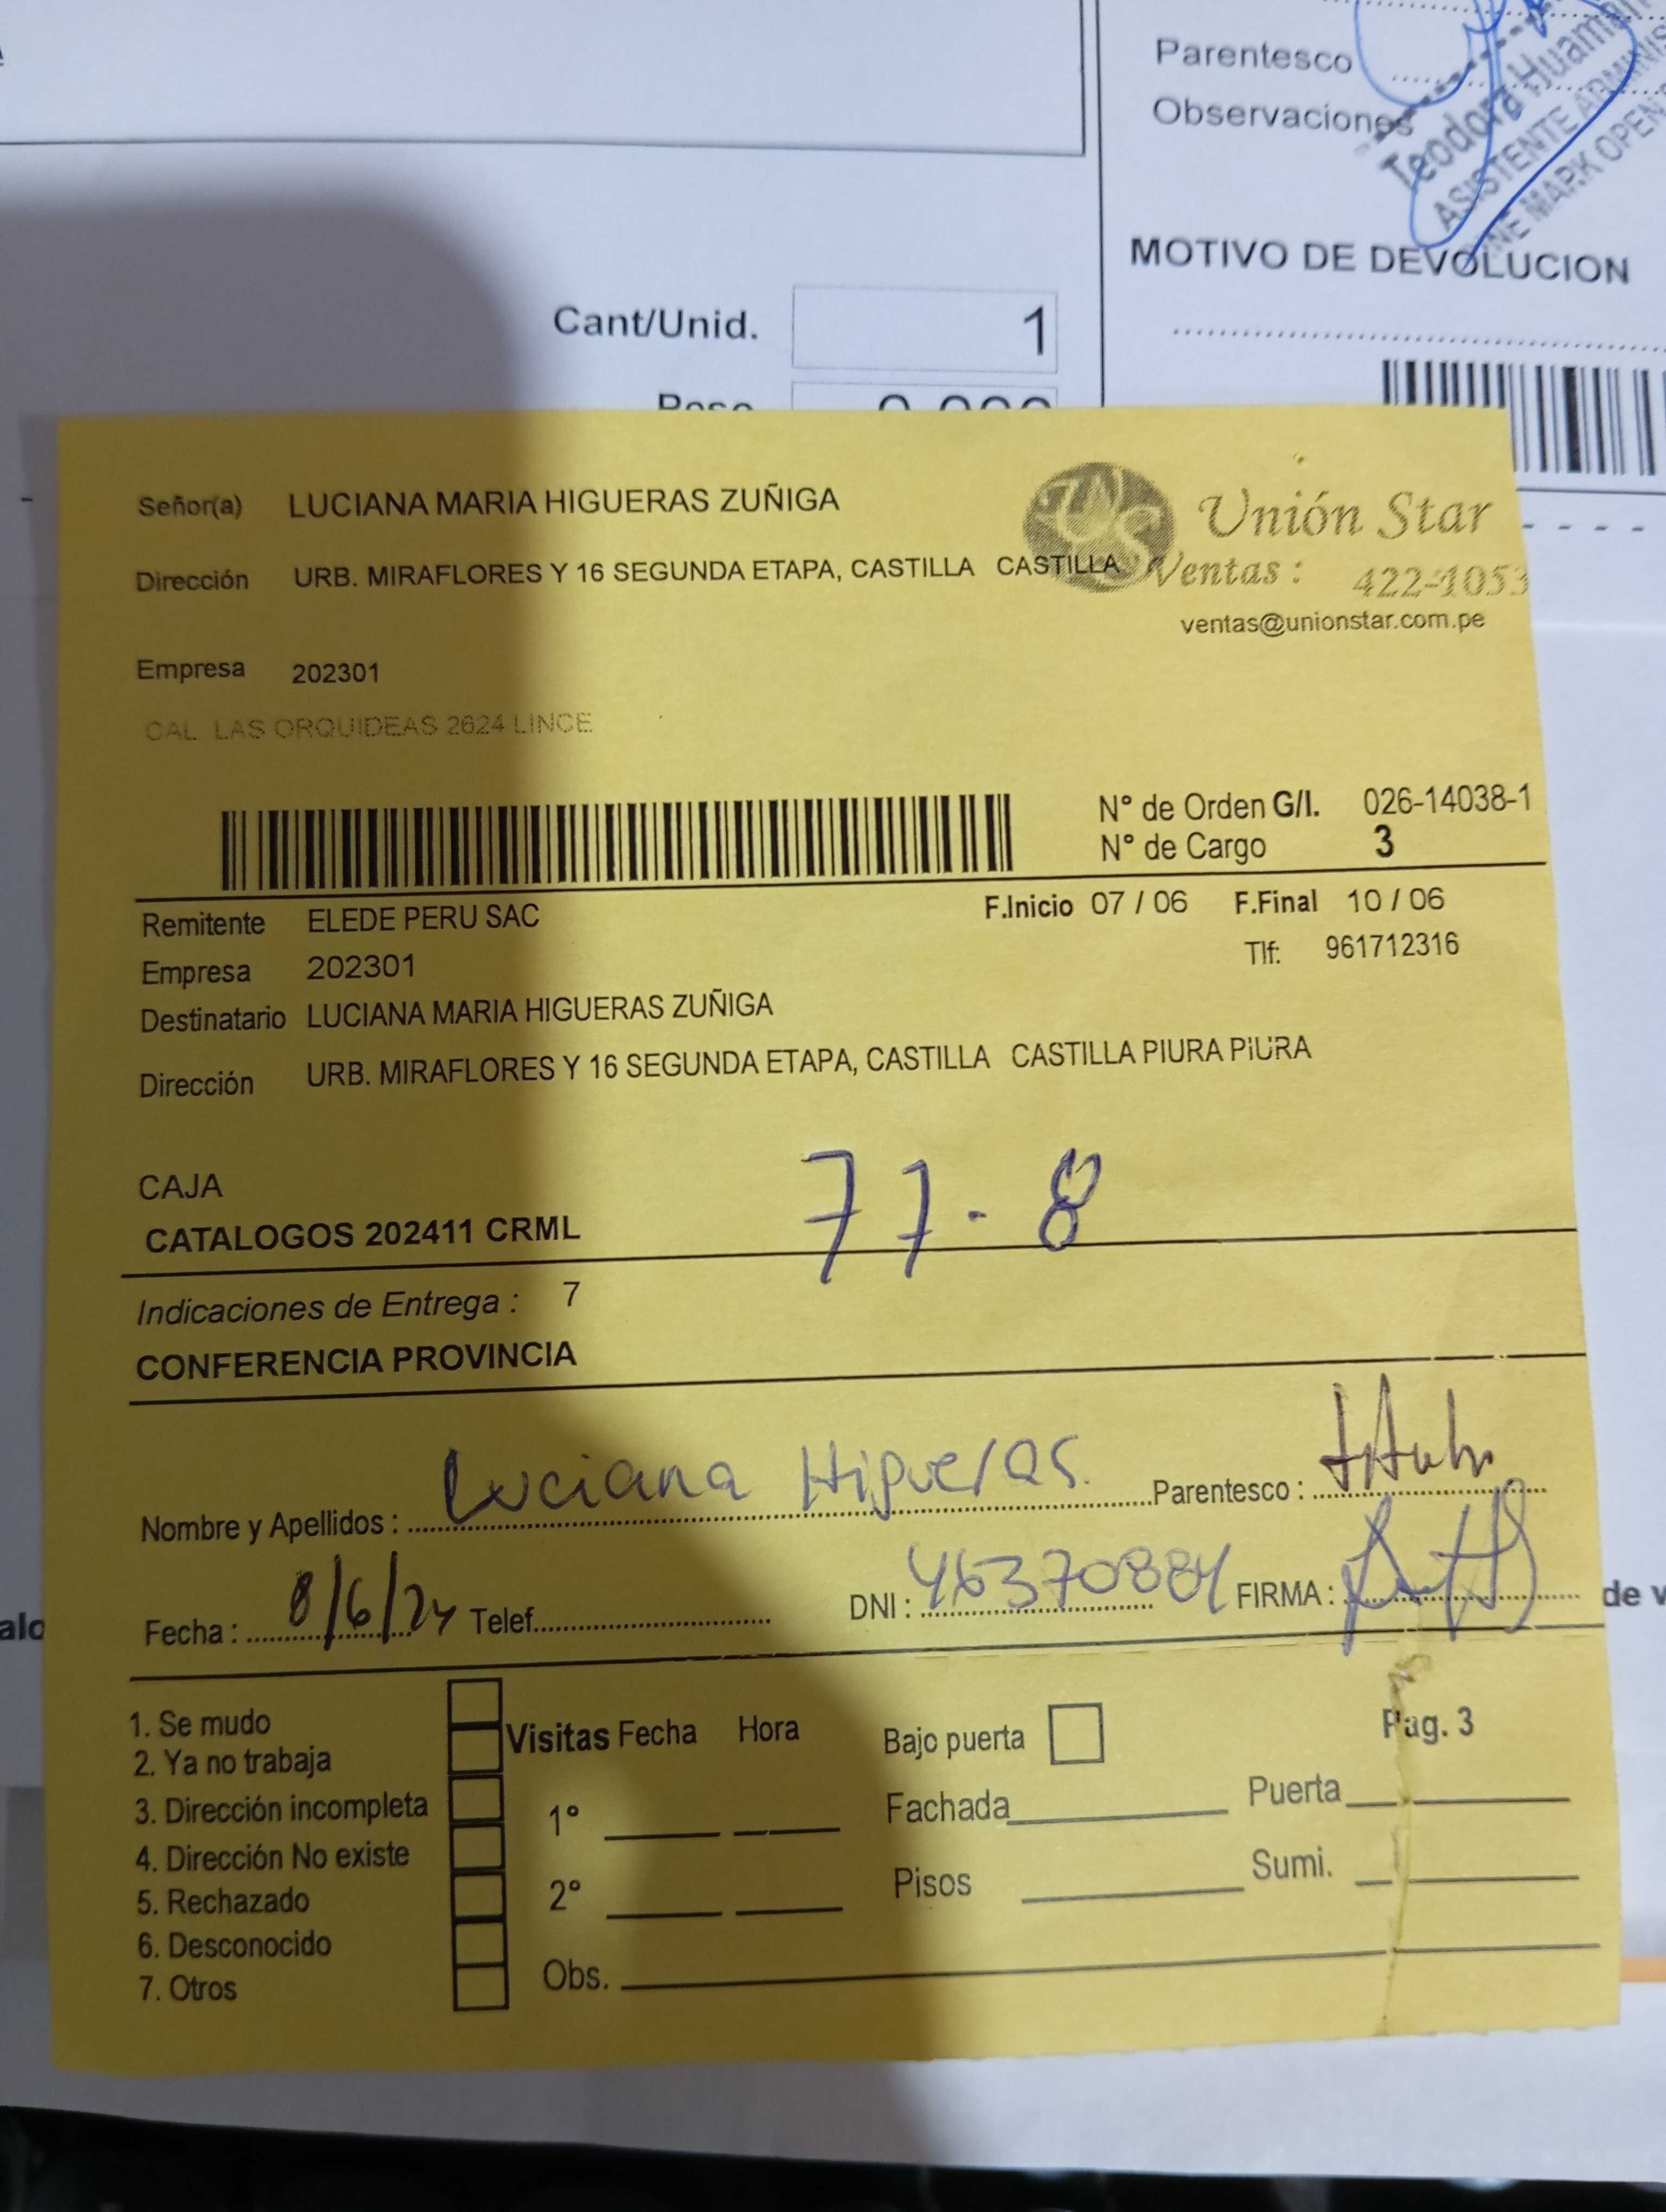 Parentesco
Observaciones
Teodora Huaman
ASISTENTE ADMINIS
MARK OPEN
MOTIVO DE DEVOLUCION
Cant/Unid. 1
Peso
Señor(a) LUCIANA MARIA HIGUERAS ZUÑIGA
Unión Star
Dirección URB. MIRAFLORES Y 16 SEGUNDA ETAPA, CASTILLA CASTILLA
Ventas: 422-1053
ventas@unionstar.com.pe
Empresa 202301
CAL. LAS ORQUIDEAS 2624 LINCE
N° de Orden G/I. 026-14038-1
N° de Cargo 3
Remitente ELEDE PERU SAC F.Inicio 07 / 06 F.Final 10 / 06
Empresa 202301 Tlf: 961712316
Destinatario LUCIANA MARIA HIGUERAS ZUÑIGA
Dirección URB. MIRAFLORES Y 16 SEGUNDA ETAPA, CASTILLA CASTILLA PIURA PIURA
CAJA
77-8
CATALOGOS 202411 CRML
Indicaciones de Entrega : 7
CONFERENCIA PROVINCIA
Nombre y Apellidos : Luciana Higueras. Parentesco : titular
Fecha : 8/6/24 Telef. DNI : 46370884 FIRMA :
de v
alo
1. Se mudo
2. Ya no trabaja
3. Dirección incompleta
4. Dirección No existe
5. Rechazado
6. Desconocido
7. Otros
Visitas Fecha Hora
1°
2°
Obs.
Bajo puerta
Pag. 3
Fachada Puerta
Pisos Sumi.